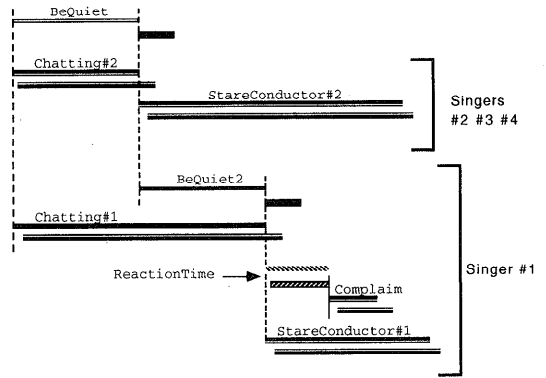 BeQuiet
Chatting#2
StareConductor#2
Singers
#2 #3 #4
BeQuiet2
Chatting#1
Singer #1
ReactionTime
Complaim
StareConductor#1